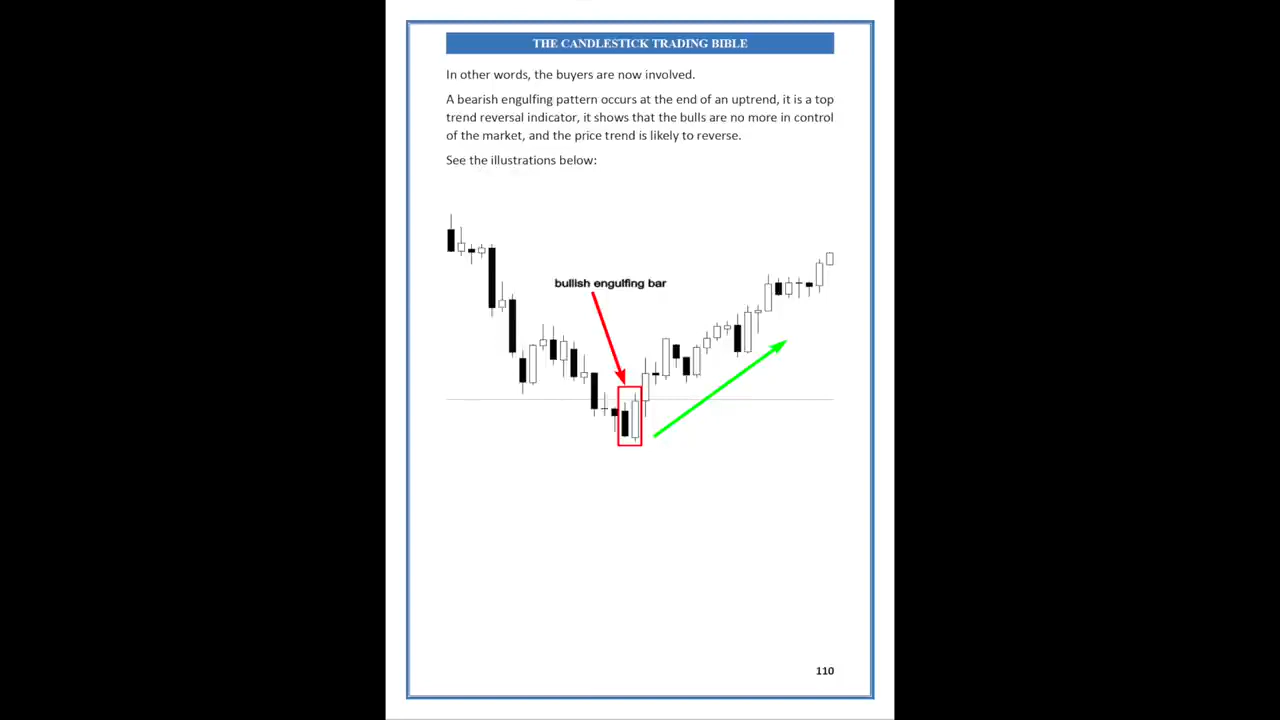 THE CANDLESTICK TRADING BIBLE
In other words, the buyers are now involved.
A bearish engulfing pattern occurs at the end of an uptrend, it is a top
trend reversal indicator, it shows that the bulls are no more in control
of the market, and the price trend is likely to reverse.
See the illustrations below:
bullish engulfing bar
110